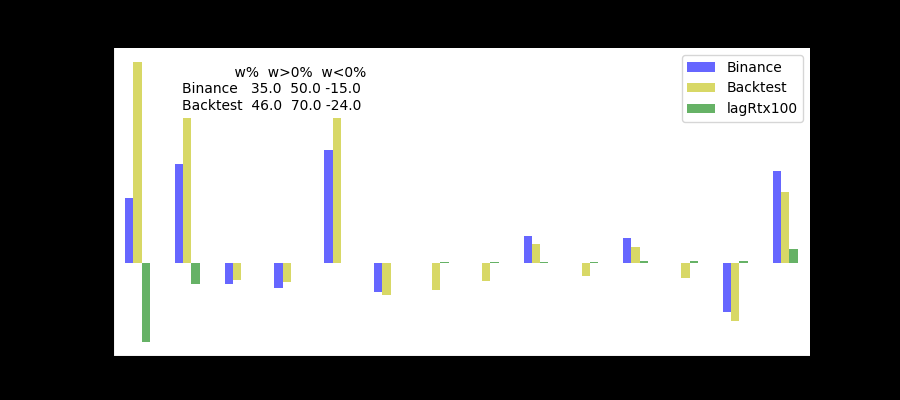 w% w>0% w<0%
Binance 35.0 50.0 -15.0
Backtest 46.0 70.0 -24.0
Binance
Backtest
lagRtx100